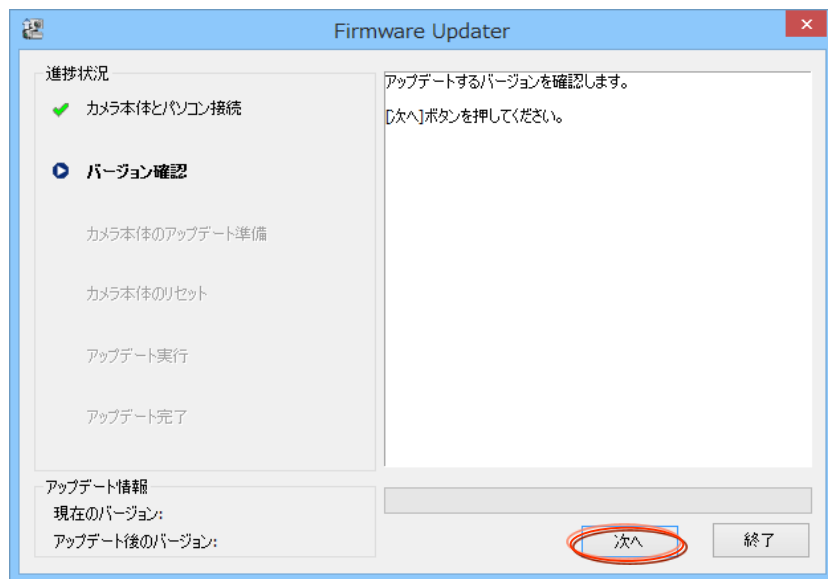 Firmware Updater
進捗状況
カメラ本体とパソコン接続
バージョン確認
カメラ本体のアップデート準備
カメラ本体のリセット
アップデート実行
アップデート完了
アップデートするバージョンを確認します。
[次へ]ボタンを押してください。
アップデート情報
現在のバージョン:
アップデート後のバージョン:
次へ
終了